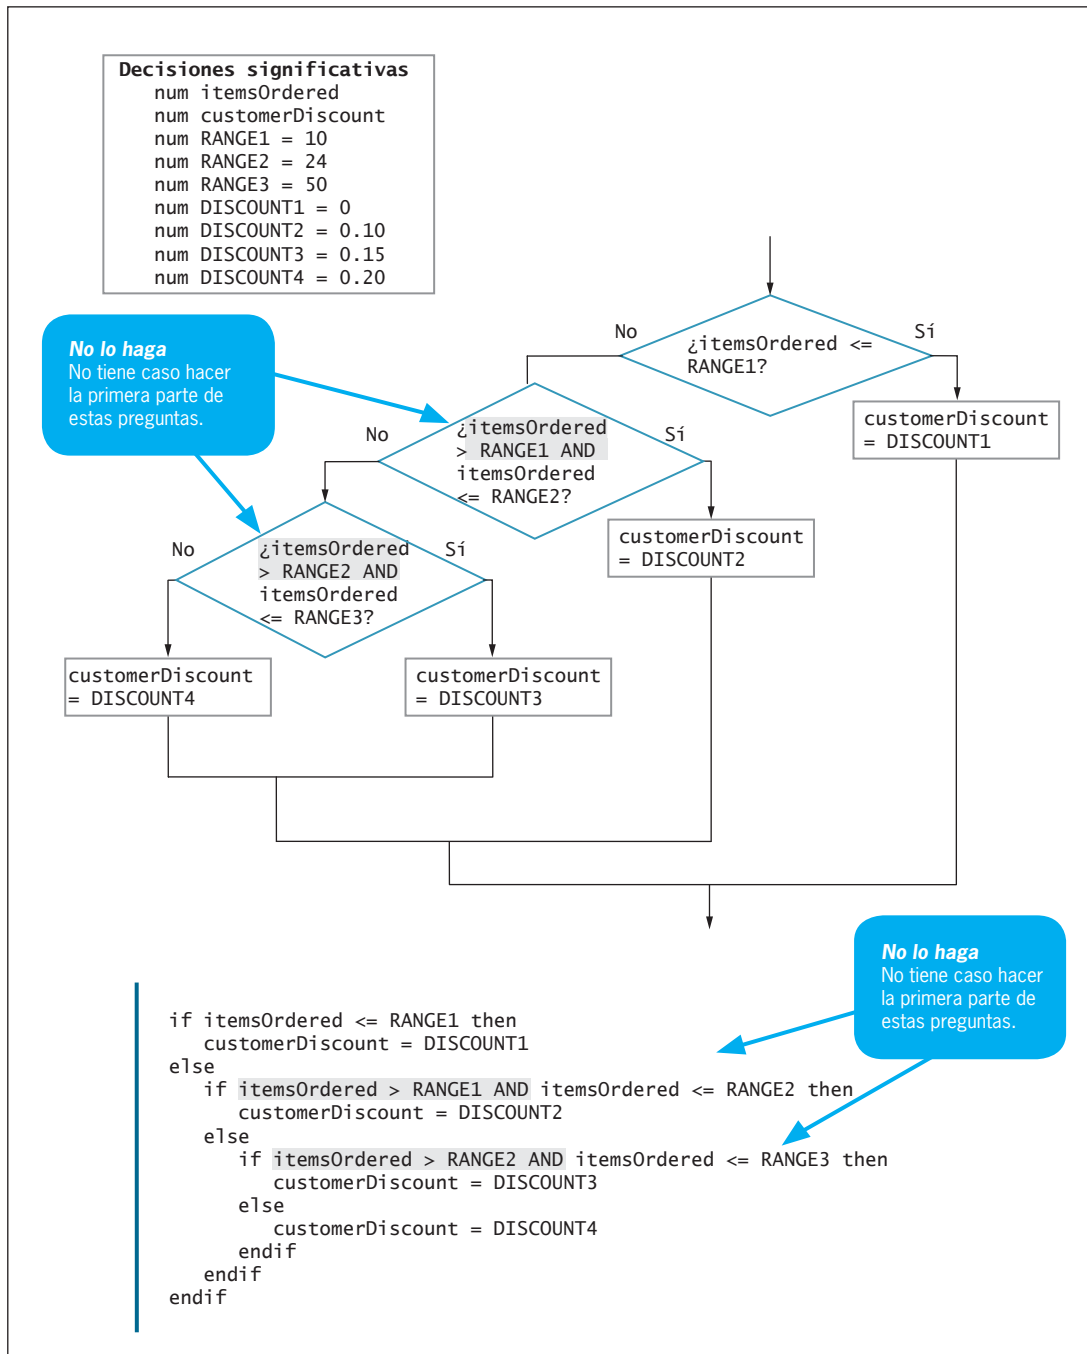 Decisiones significativas
num itemsOrdered
num customerDiscount
num RANGE1 = 10
num RANGE2 = 24
num RANGE3 = 50
num DISCOUNT1 = 0
num DISCOUNT2 = 0.10
num DISCOUNT3 = 0.15
num DISCOUNT4 = 0.20
No
¿itemsOrdered <=
RANGE1?
Sí
No lo haga
No tiene caso hacer
la primera parte de
estas preguntas.
customerDiscount
= DISCOUNT1
No
¿itemsOrdered
> RANGE1 AND
itemsOrdered
<= RANGE2?
Sí
customerDiscount
= DISCOUNT2
No
¿itemsOrdered
> RANGE2 AND
itemsOrdered
<= RANGE3?
Sí
customerDiscount
= DISCOUNT4
customerDiscount
= DISCOUNT3
No lo haga
No tiene caso hacer
la primera parte de
estas preguntas.
if itemsOrdered <= RANGE1 then
customerDiscount = DISCOUNT1
else
if itemsOrdered > RANGE1 AND itemsOrdered <= RANGE2 then
customerDiscount = DISCOUNT2
else
if itemsOrdered > RANGE2 AND itemsOrdered <= RANGE3 then
customerDiscount = DISCOUNT3
else
customerDiscount = DISCOUNT4
endif
endif
endif